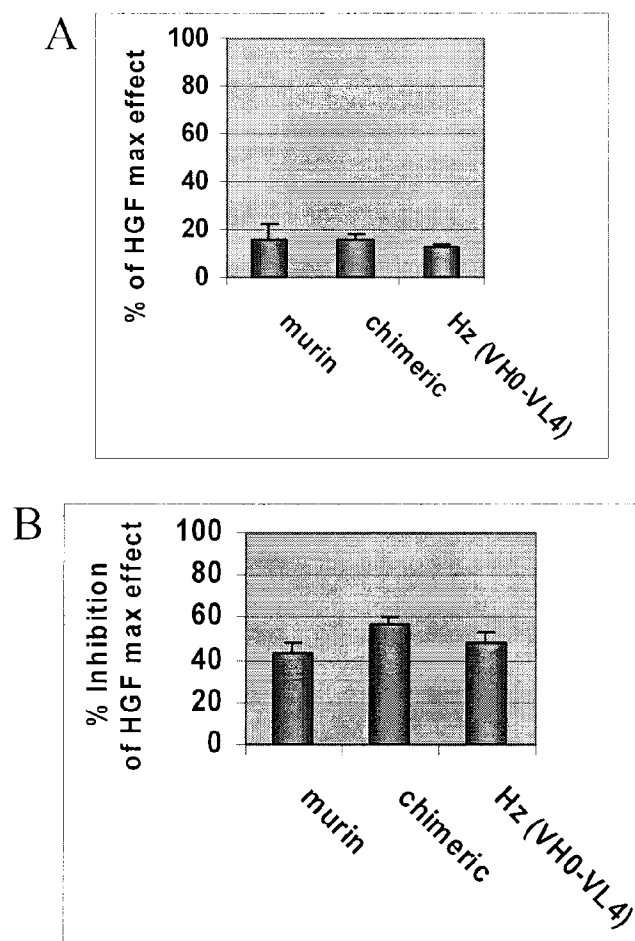 A
% of HGF max effect
100
80
60
40
20
0
murin
chimeric
Hz (VH0-VL4)
B
% Inhibition
of HGF max effect
100
80
60
40
20
0
murin
chimeric
Hz (VH0-VL4)